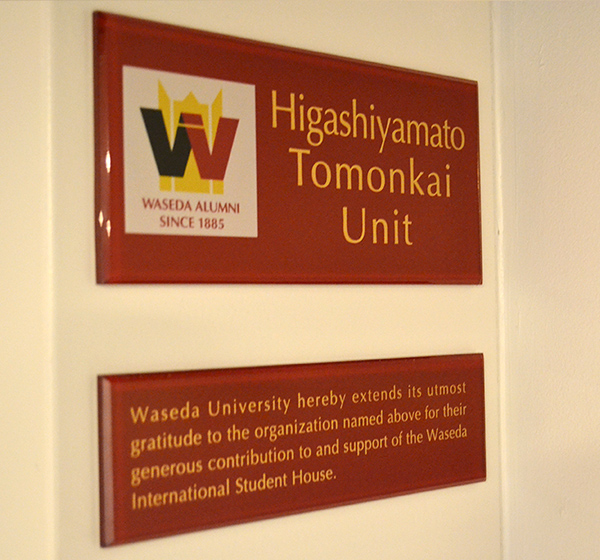 WASEDA ALUMNI
SINCE 1885
Higashiyamato
Tomonkai
Unit
Waseda University hereby extends its utmost
gratitude to the organization named above for their
generous contribution to and support of the Waseda
International Student House.